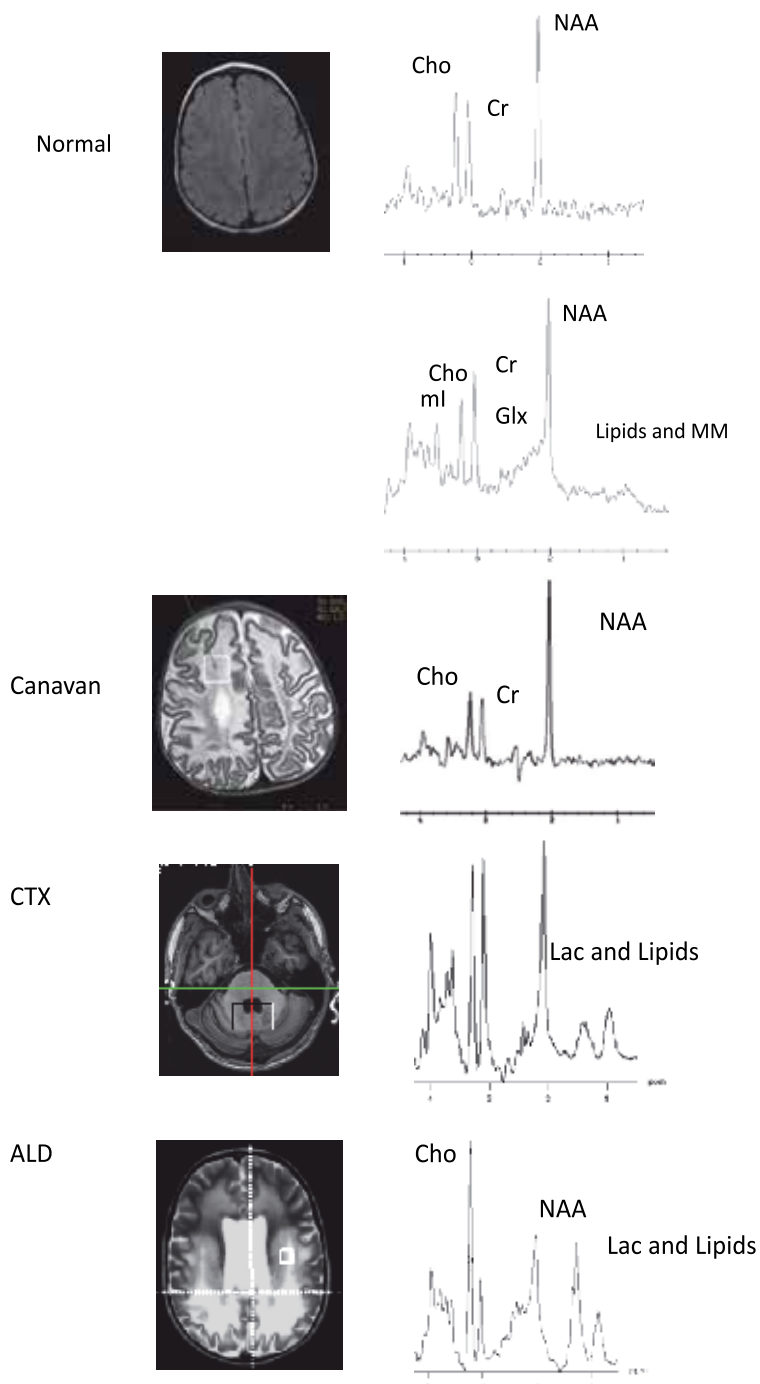 NAA
Cho
Cr
Normal
NAA
Cr
Cho
mI
Glx
Lipids and MM
NAA
Cho
Cr
Canavan
CTX
Lac and Lipids
ppm
ALD
Cho
NAA
Lac and Lipids